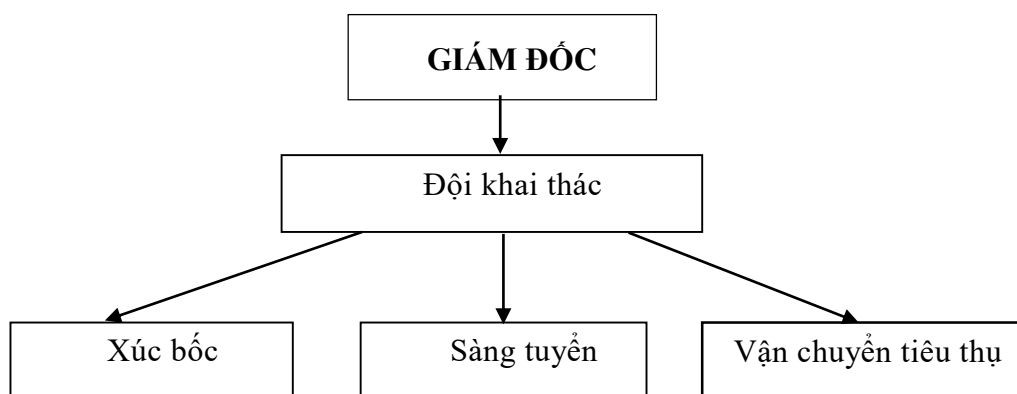 GIÁM ĐỐC
Đội khai thác
Xúc bốc
Sàng tuyển
Vận chuyển tiêu thụ